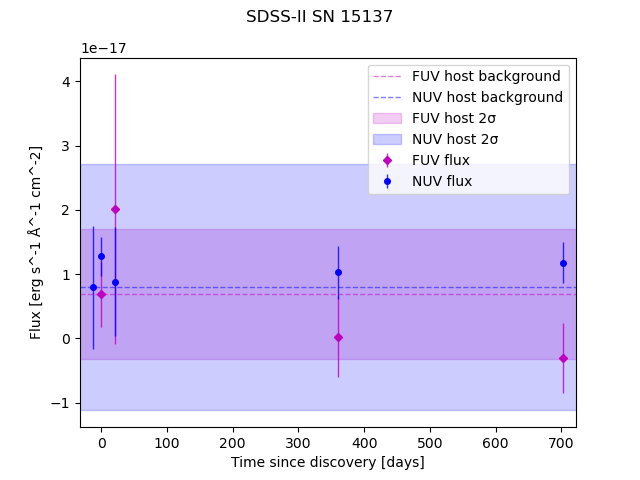 SDSS-II SN 15137
1e−17
FUV host background
NUV host background
FUV host 2σ
NUV host 2σ
FUV flux
NUV flux
4
3
2
1
0
−1
Flux [erg s^-1 Å^-1 cm^-2]
0 100 200 300 400 500 600 700
Time since discovery [days]